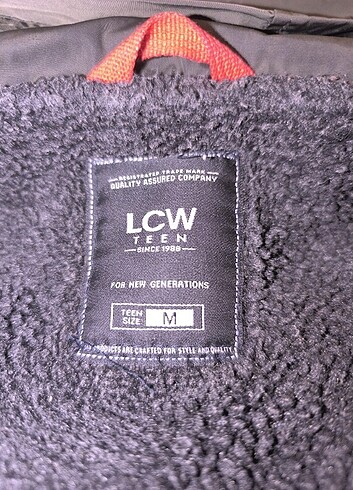 REGISTRATED TRADE MARK
QUALITY ASSURED COMPANY
LCW
TEEN
SINCE 1988
FOR NEW GENERATIONS
TEEN
SIZE
M
PRODUCTS ARE CRAFTED FOR STYLE AND QUALITY